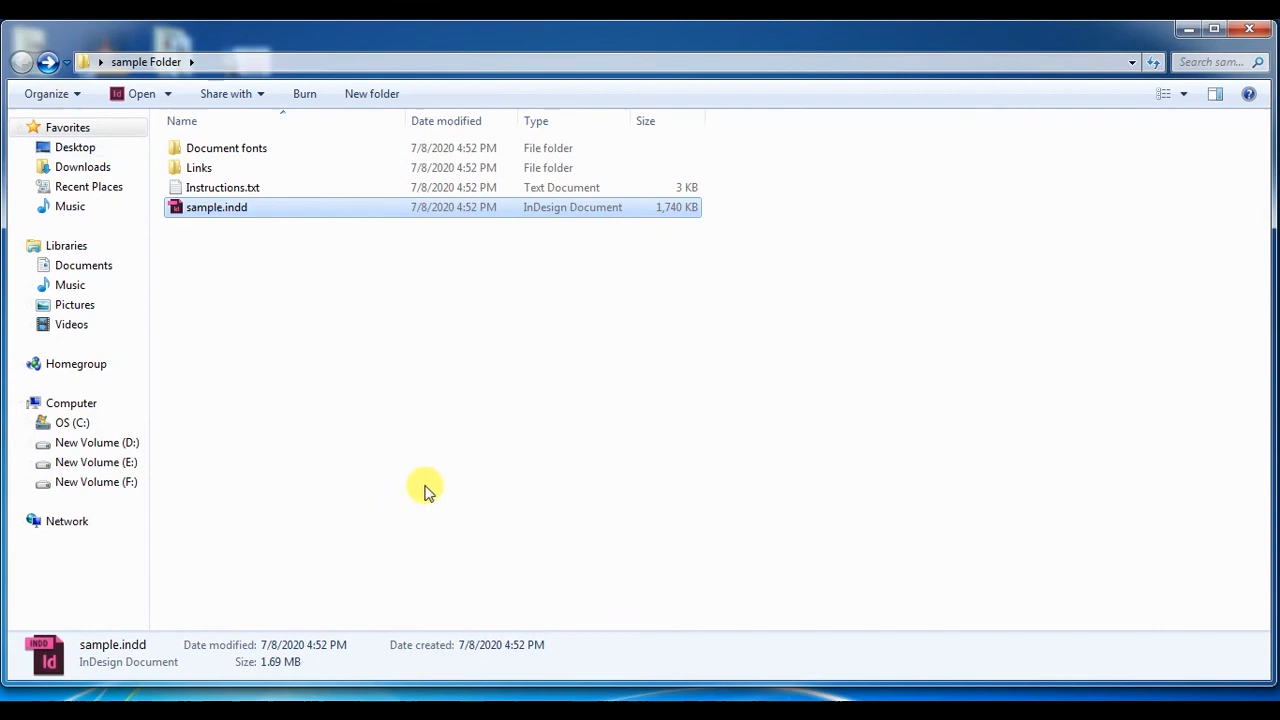 sample Folder
Search sam...
Organize Open Share with Burn New folder
Name Date modified Type Size
Favorites
Desktop
Downloads
Recent Places
Music
Libraries
Documents
Music
Pictures
Videos
Homegroup
Computer
OS (C:)
New Volume (D:)
New Volume (E:)
New Volume (F:)
Network
Document fonts 7/8/2020 4:52 PM File folder
Links 7/8/2020 4:52 PM File folder
Instructions.txt 7/8/2020 4:52 PM Text Document 3 KB
sample.indd 7/8/2020 4:52 PM InDesign Document 1,740 KB
INDD
Id
sample.indd Date modified: 7/8/2020 4:52 PM Date created: 7/8/2020 4:52 PM
InDesign Document Size: 1.69 MB